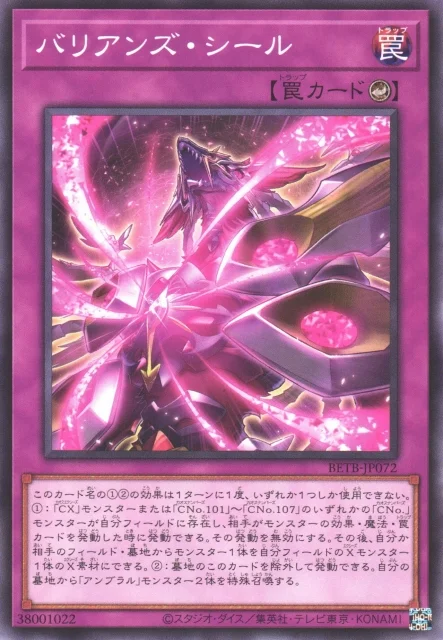 バリアンズ・シール
トラップ
罠
トラップ
【罠カード】
BETB-JP072
このカード名の①②の効果は1ターンに1度、いずれか1つしか使用できない。
①：「CX」モンスターまたは「CNo.101」～「CNo.107」のいずれかの「CNo.」
モンスターが自分フィールドに存在し、相手がモンスターの効果・魔法・罠
カードを発動した時に発動できる。その発動を無効にする。その後、自分か
相手のフィールド・墓地からモンスター1体を自分フィールドのXモンスター
1体のX素材にできる。②：墓地のこのカードを除外して発動できる。自分の
墓地から「アンブラル」モンスター2体を特殊召喚する。
38001022
©スタジオ・ダイス／集英社・テレビ東京・KONAMI